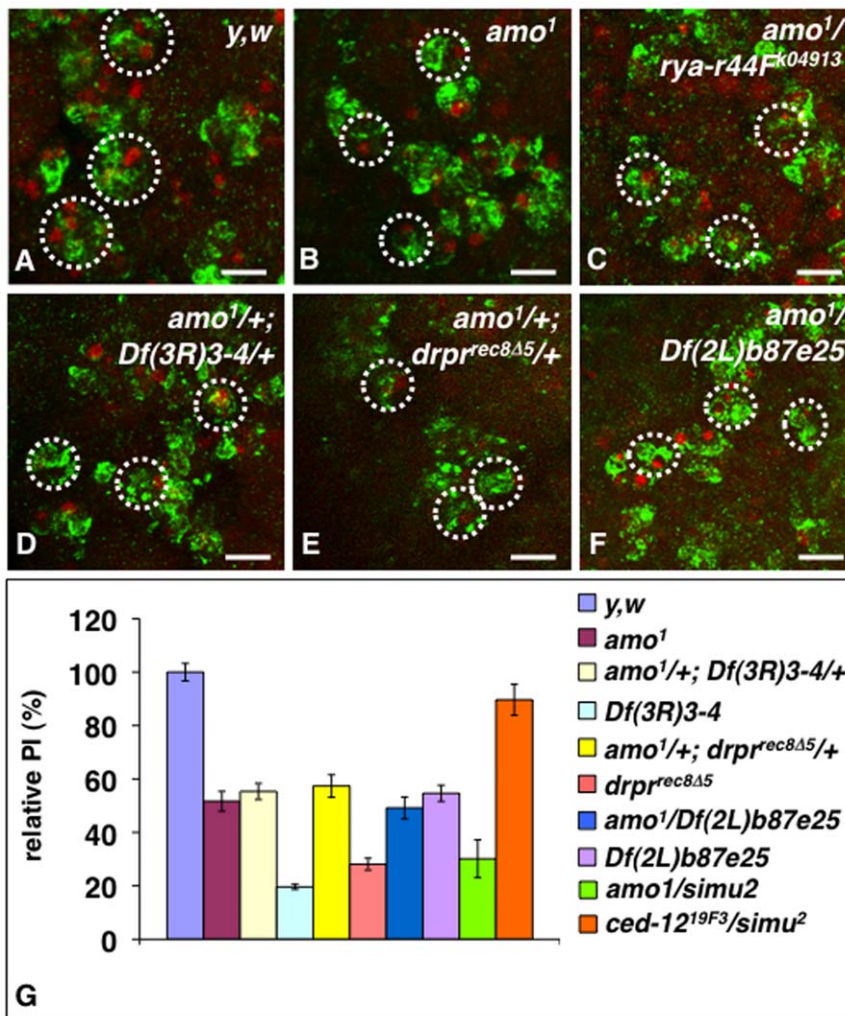 y,w
A
amo¹
B
amo¹/
rya-r44Fᵏ⁰⁴⁹¹³
C
amo¹/+;
Df(3R)3-4/+
D
amo¹/+;
drprʳᵉᶜ⁸Δ⁵/+
E
amo¹/
Df(2L)b87e25
F
relative PI (%)
120
100
80
60
40
20
0
y,w
amo¹
amo¹/+; Df(3R)3-4/+
Df(3R)3-4
amo¹/+; drprʳᵉᶜ⁸Δ⁵/+
drprʳᵉᶜ⁸Δ⁵
amo¹/Df(2L)b87e25
Df(2L)b87e25
amo1/simu2
ced-12¹⁹ᶠ³/simu²
G